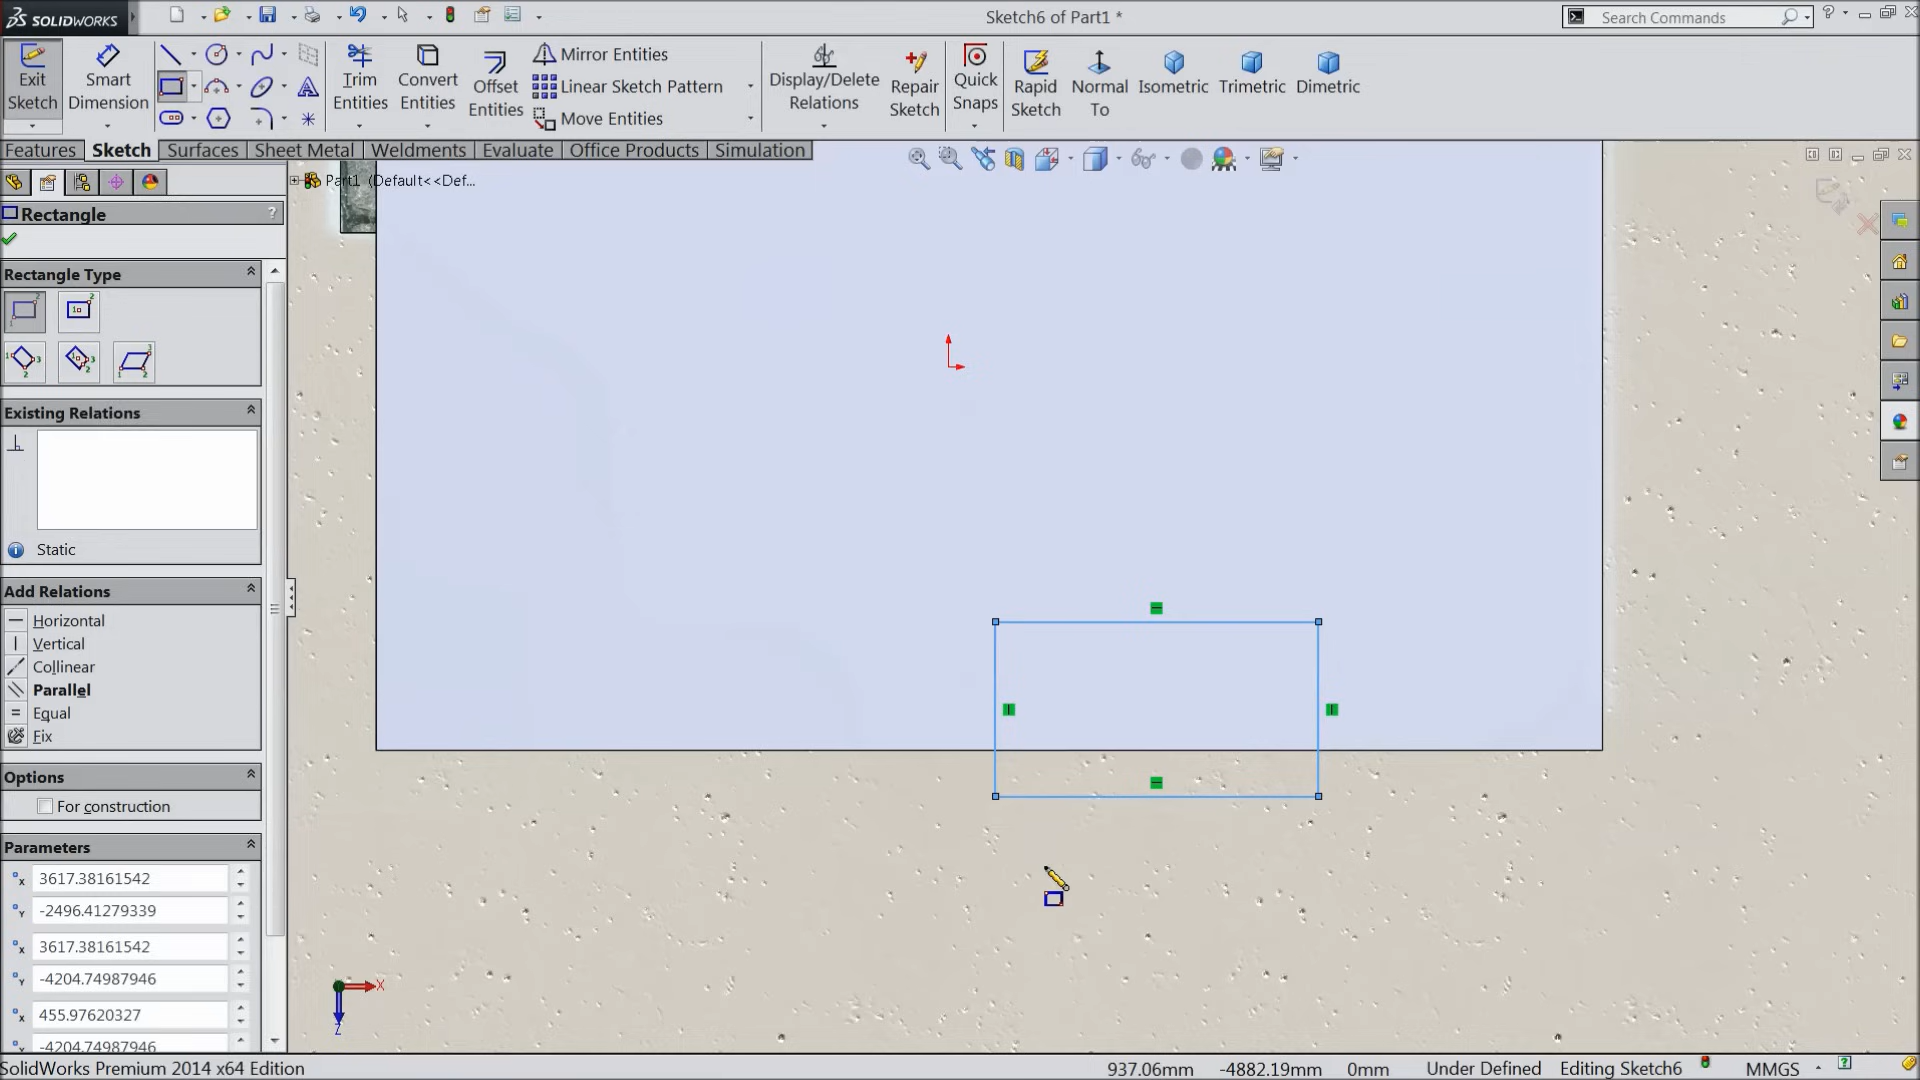 SOLIDWORKS
Sketch6 of Part1 *
Search Commands
?
Exit Sketch
Smart Dimension
Trim Entities
Convert Entities
Offset Entities
Mirror Entities
Linear Sketch Pattern
Move Entities
Display/Delete Relations
Repair Sketch
Quick Snaps
Rapid Sketch
Normal To
Isometric
Trimetric
Dimetric
Features
Sketch
Surfaces
Sheet Metal
Weldments
Evaluate
Office Products
Simulation
Part1 (Default<<Def...
Rectangle
?
Rectangle Type
Existing Relations
Static
Add Relations
Horizontal
Vertical
Collinear
Parallel
Equal
Fix
Options
For construction
Parameters
x 3617.38161542
Y -2496.41279339
x 3617.38161542
Y -4204.74987946
x 455.97620327
-4204.74987946
X
Z
SolidWorks Premium 2014 x64 Edition
937.06mm
-4882.19mm
0mm
Under Defined
Editing Sketch6
MMGS